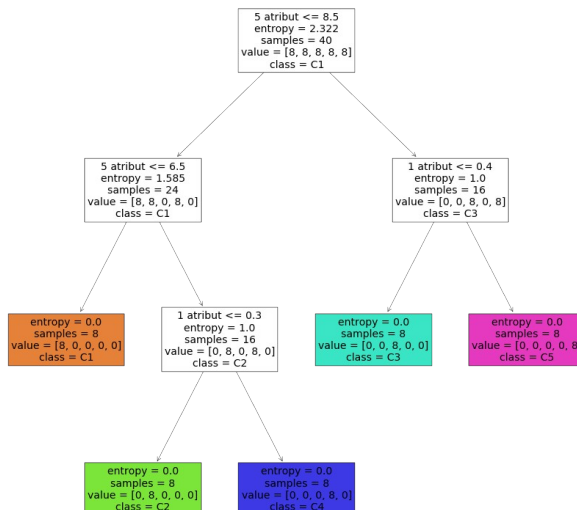 5 atribut <= 8.5
entropy = 2.322
samples = 40
value = [8, 8, 8, 8, 8]
class = C1
5 atribut <= 6.5
entropy = 1.585
samples = 24
value = [8, 8, 0, 8, 0]
class = C1
1 atribut <= 0.4
entropy = 1.0
samples = 16
value = [0, 0, 8, 0, 8]
class = C3
entropy = 0.0
samples = 8
value = [8, 0, 0, 0, 0]
class = C1
1 atribut <= 0.3
entropy = 1.0
samples = 16
value = [0, 8, 0, 8, 0]
class = C2
entropy = 0.0
samples = 8
value = [0, 0, 8, 0, 0]
class = C3
entropy = 0.0
samples = 8
value = [0, 0, 0, 0, 8
class = C5
entropy = 0.0
samples = 8
value = [0, 8, 0, 0, 0]
class = C2
entropy = 0.0
samples = 8
value = [0, 0, 0, 8, 0]
class = C4